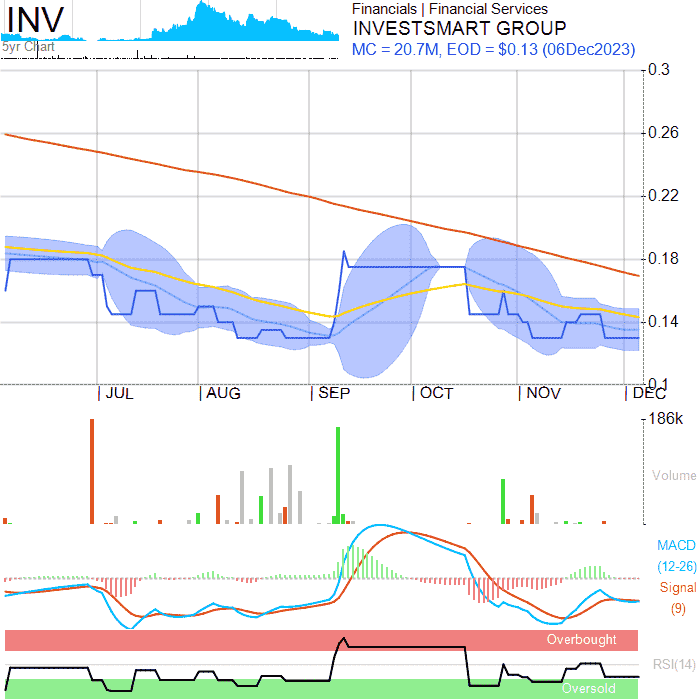 INV
5yr Chart
Financials | Financial Services
INVESTSMART GROUP
MC = 20.7M, EOD = $0.13 (06Dec2023)
0.3
0.26
0.22
0.18
0.14
0.1
JUL
AUG
SEP
OCT
NOV
DEC
186k
Volume
MACD
(12-26)
Signal
(9)
Overbought
RSI(14)
Oversold